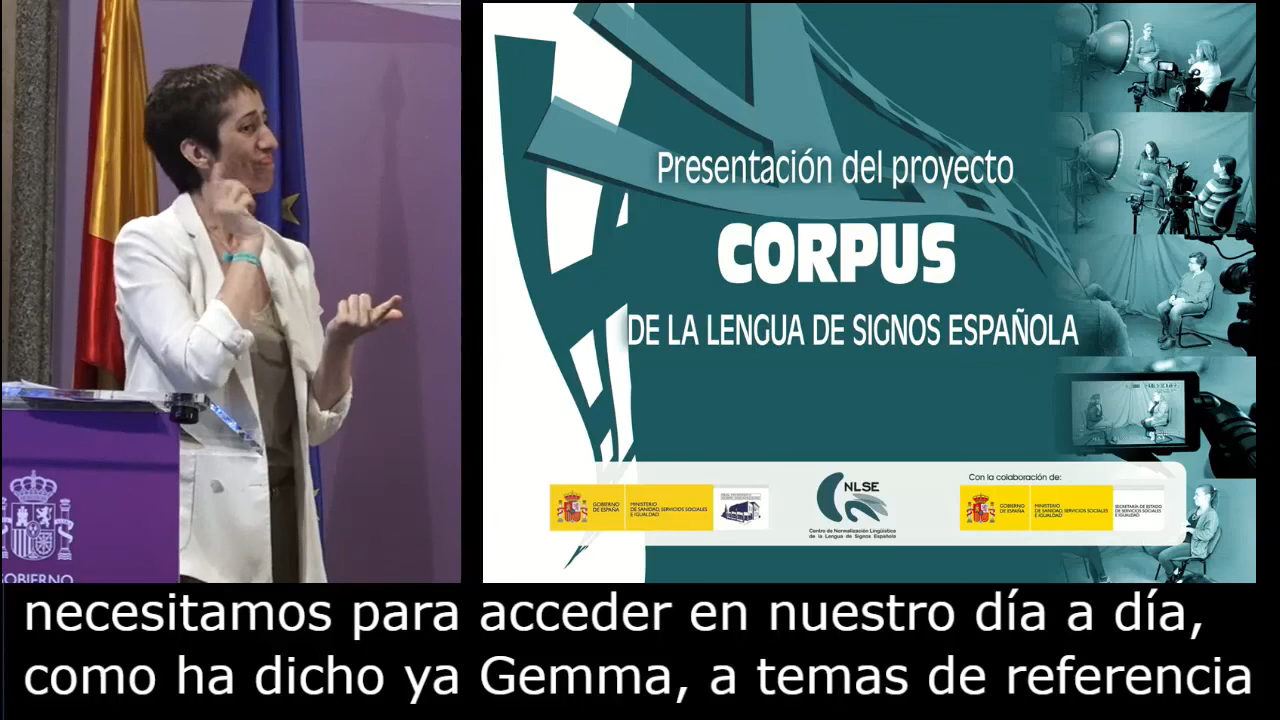 Presentación del proyecto
CORPUS
DE LA LENGUA DE SIGNOS ESPAÑOLA
Con la colaboración de:
GOBIERNO
DE ESPAÑA
MINISTERIO
DE SANIDAD, SERVICIOS SOCIALES
E IGUALDAD
CNLSE
Centro de Normalización Lingüística
de la Lengua de Signos Española
GOBIERNO
DE ESPAÑA
MINISTERIO
DE SANIDAD, SERVICIOS SOCIALES
E IGUALDAD
SECRETARÍA DE ESTADO
DE SERVICIOS SOCIALES
E IGUALDAD
GOBIERNO
necesitamos para acceder en nuestro día a día,
como ha dicho ya Gemma, a temas de referencia